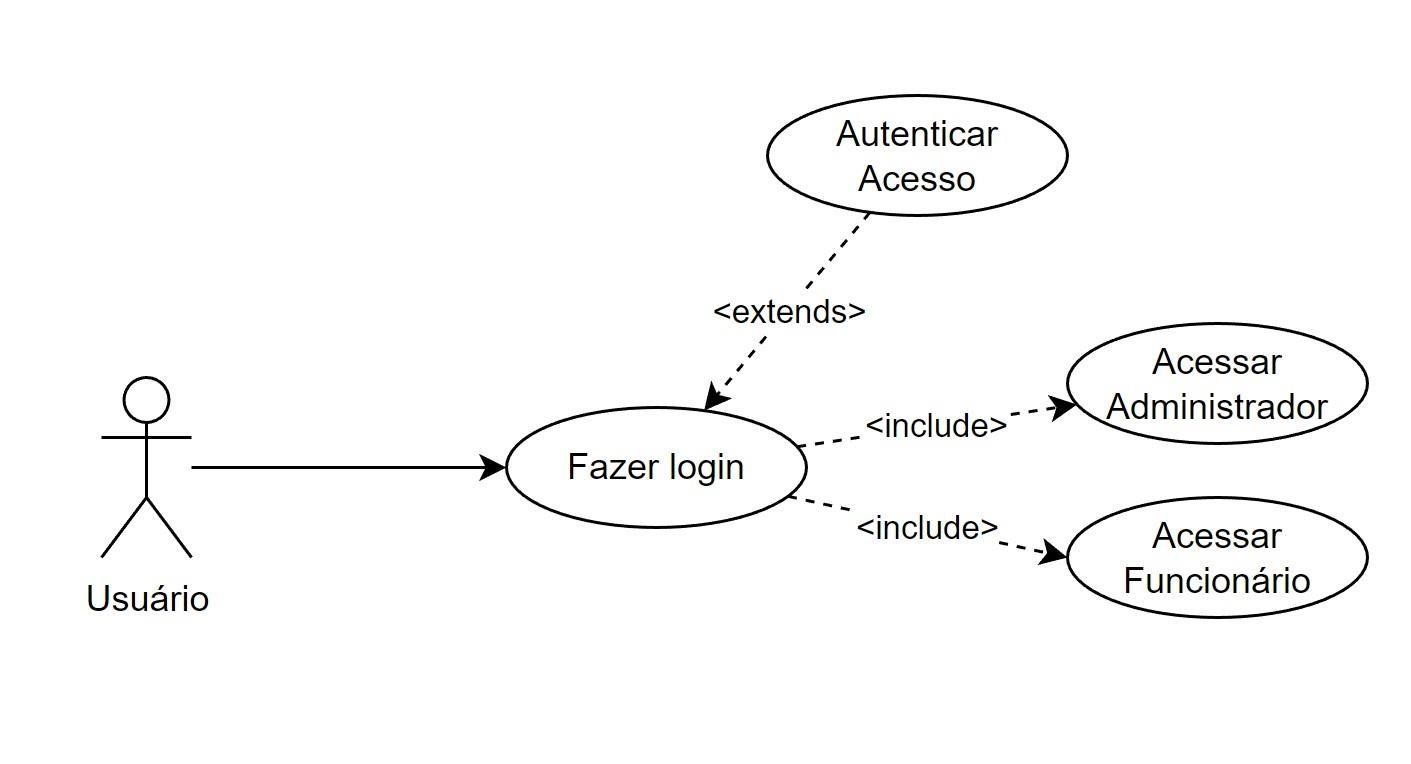 Autenticar
Acesso
<extends>
Acessar
Administrador
<include>
Fazer login
<include>
Acessar
Funcionário
Usuário